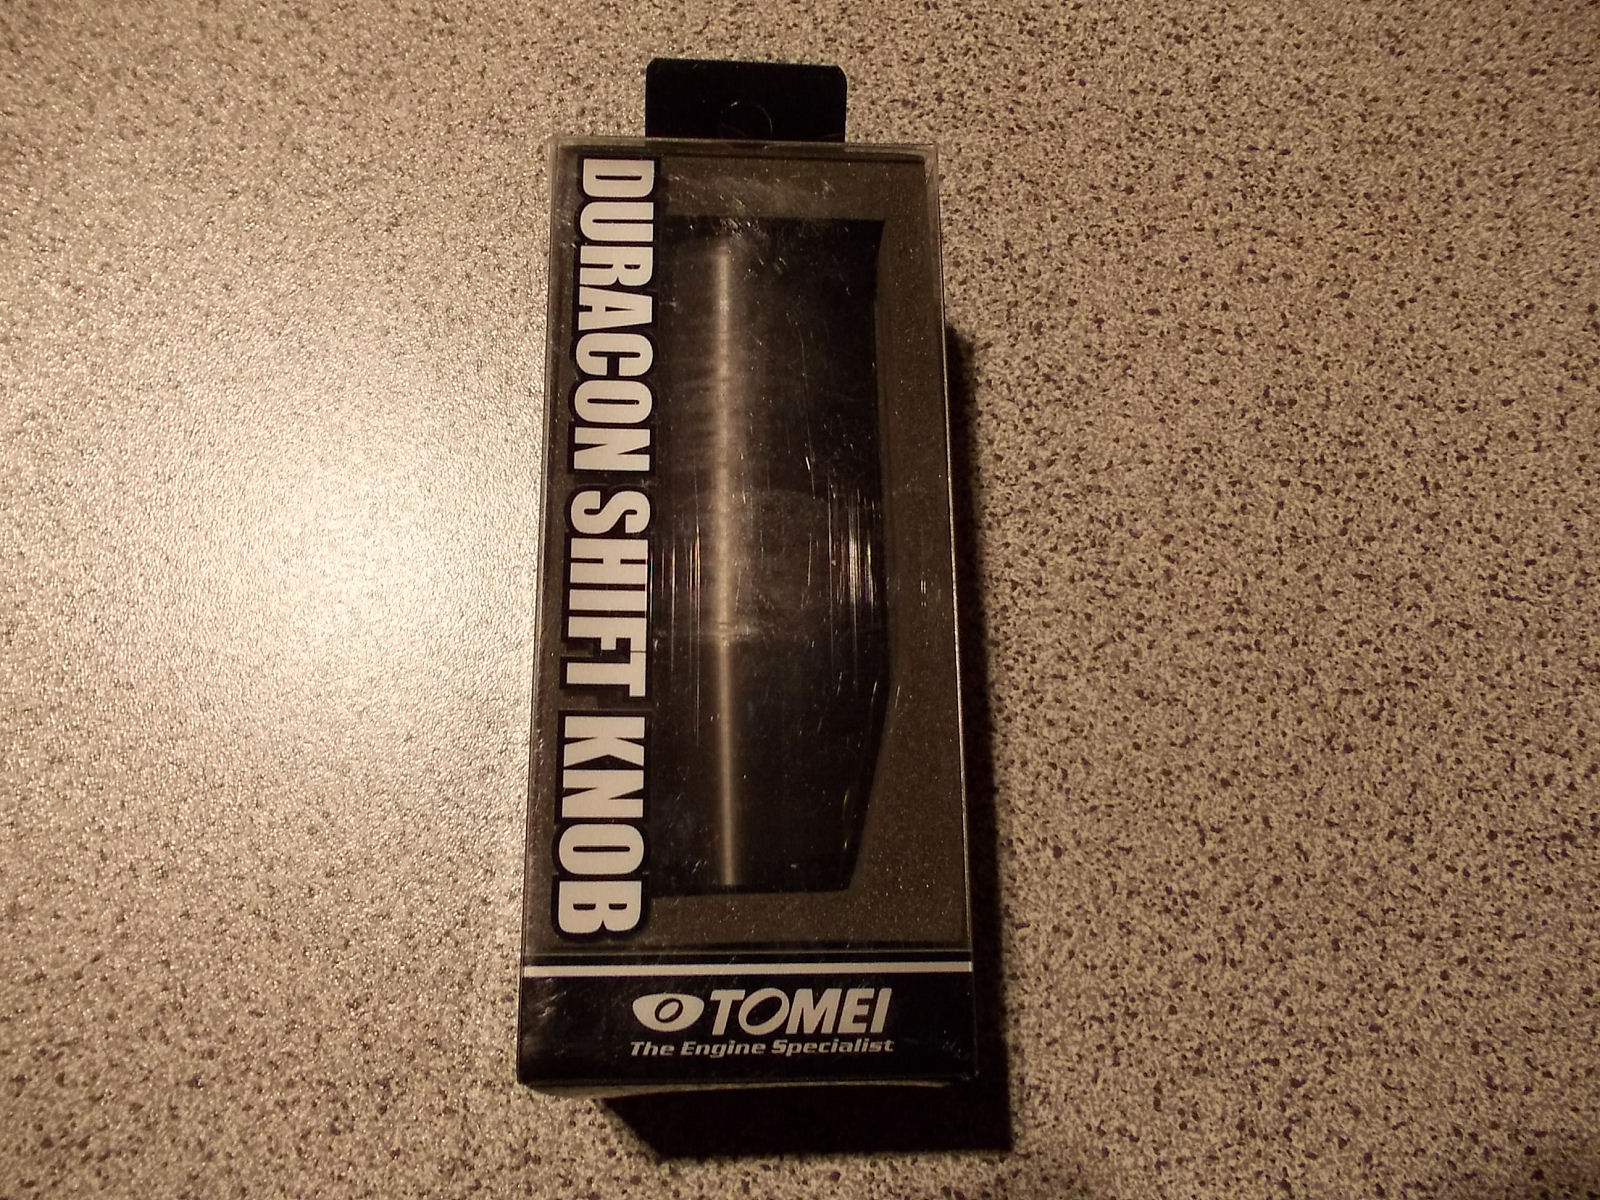 DURACON SHIFT KNOB
TOMEI
The Engine Specialist